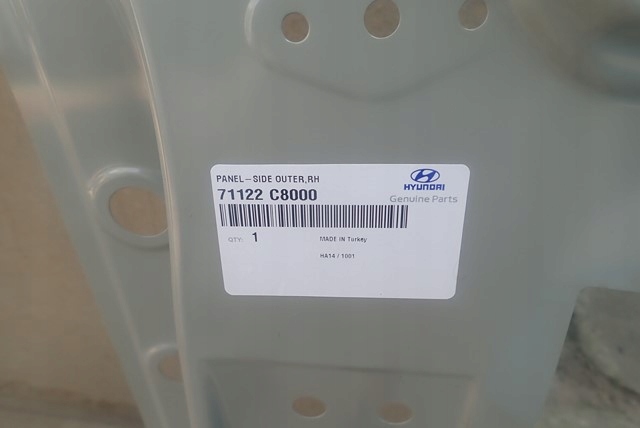 PANEL-SIDE OUTER,RH
71122 C8000
HYUNDAI
Genuine Parts
QTY: 1
MADE IN Turkey
HA14 / 1001